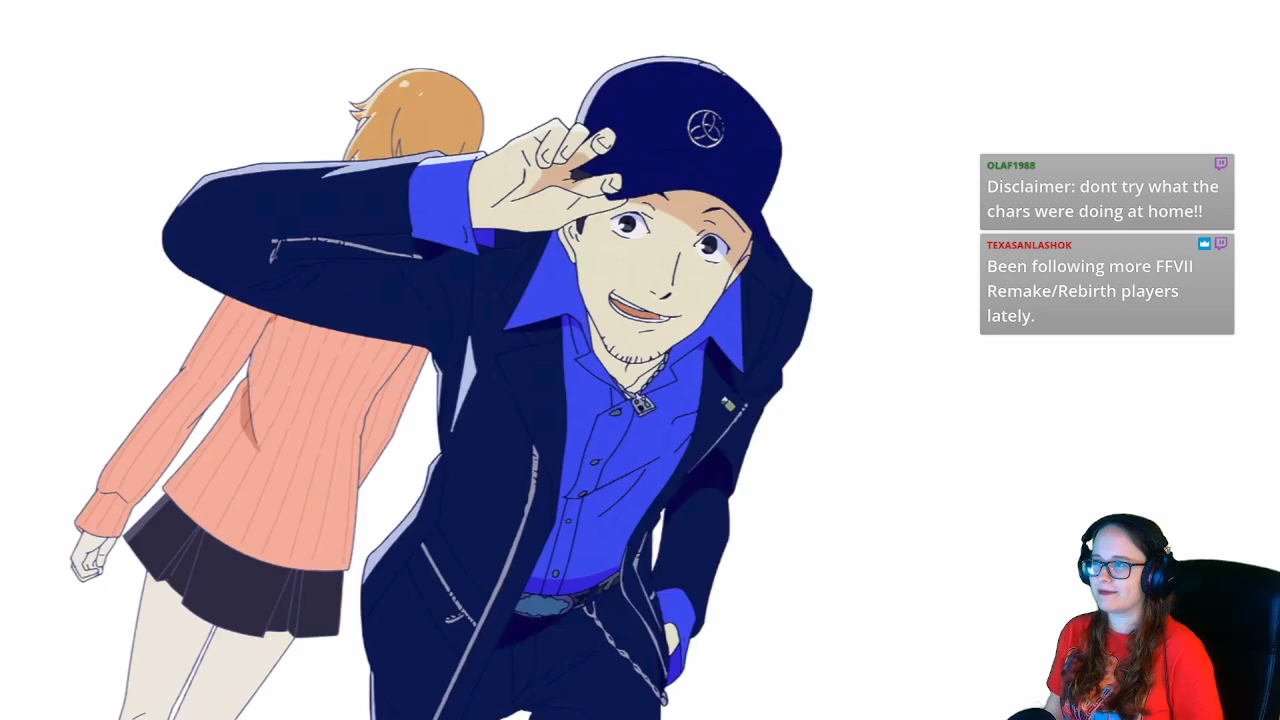 OLAF1988
Disclaimer: dont try what the
chars were doing at home!!
TEXASANLASHOK
Been following more FFVII
Remake/Rebirth players
lately.